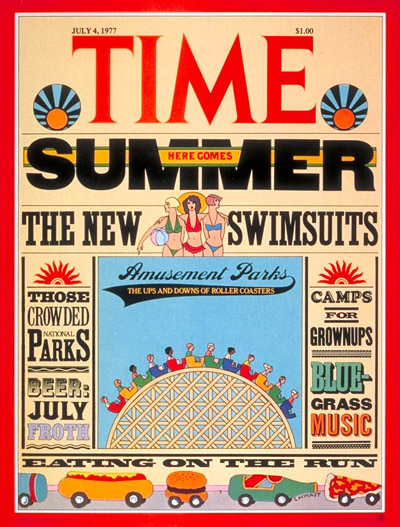 JULY 4, 1977 $1.00
TIME
HERE COMES
SUMMER
THE NEW SWIMSUITS
Amusement Parks
THE UPS AND DOWNS OF ROLLER COASTERS
THOSE
CROWDED
NATIONAL
PARKS
BEER:
JULY
FROTH
CAMPS
FOR
GROWNUPS
BLUE-
GRASS
MUSIC
EATING ON THE RUN
CHWAST